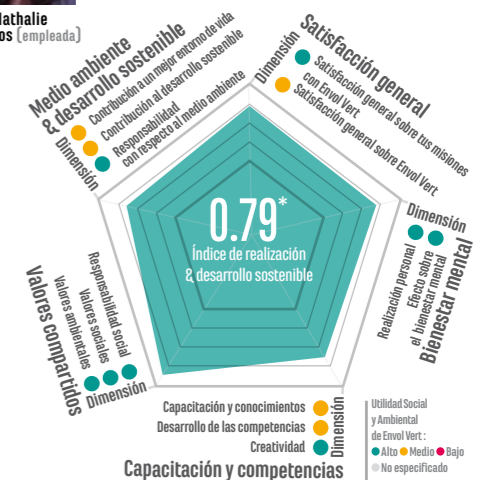 Nathalie
os (empleada)
Medio ambiente
& desarrollo sostenible
Contribución a un mejor entorno de vida
Contribución al desarrollo sostenible
Responsabilidad
con respecto al medio ambiente
Dimensión
Satisfacción general
Dimensión
Satisfacción general sobre tus misiones
con Envol Vert
Satisfacción general sobre Envol Vert
0.79*
Índice de realización
& desarrollo sostenible
Dimensión
Realización personal
Efecto sobre
el bienestar mental
Bienestar mental
Valores compartidos
Valores ambientales
Valores sociales
Responsabilidad social
Dimensión
Capacitación y conocimientos
Desarrollo de las competencias
Creatividad
Dimensión
Capacitación y competencias
Utilidad Social
y Ambiental
de Envol Vert :
Alto Medio Bajo
No especificado